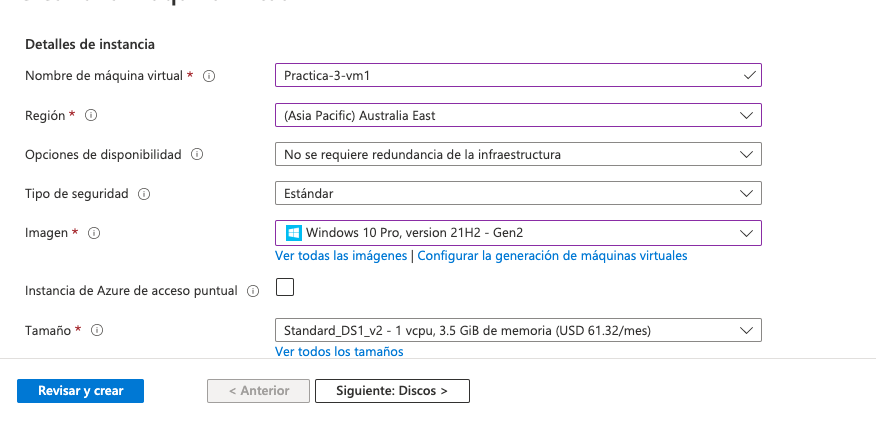 Detalles de instancia
Nombre de máquina virtual * Practica-3-vm1
Región * (Asia Pacific) Australia East
Opciones de disponibilidad No se requiere redundancia de la infraestructura
Tipo de seguridad Estándar
Imagen * Windows 10 Pro, version 21H2 - Gen2
Ver todas las imágenes | Configurar la generación de máquinas virtuales
Instancia de Azure de acceso puntual
Tamaño * Standard_DS1_v2 - 1 vcpu, 3.5 GiB de memoria (USD 61.32/mes)
Ver todos los tamaños
Revisar y crear < Anterior Siguiente: Discos >